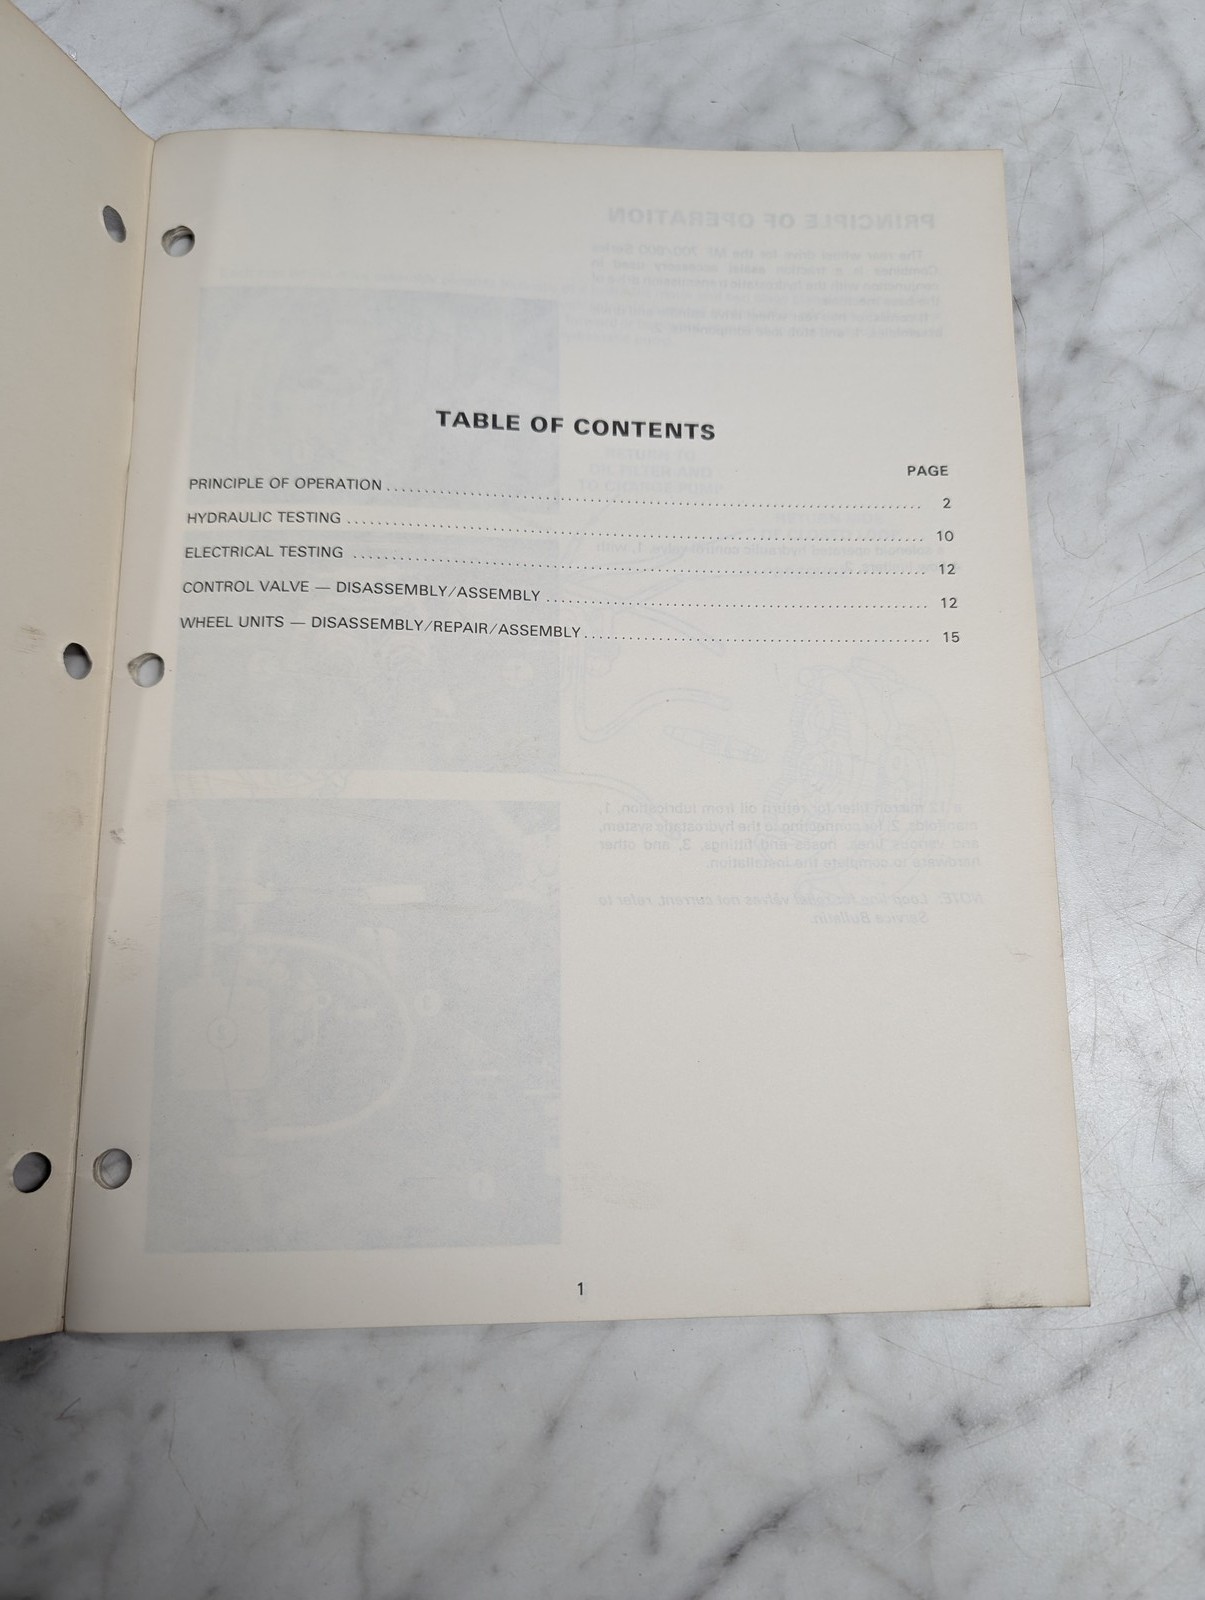 TABLE OF CONTENTS
PAGE
PRINCIPLE OF OPERATION ........................................ 2
HYDRAULIC TESTING ........................................ 10
ELECTRICAL TESTING ........................................ 12
CONTROL VALVE — DISASSEMBLY/ASSEMBLY ........................................ 12
WHEEL UNITS — DISASSEMBLY/REPAIR/ASSEMBLY ........................................ 15
1